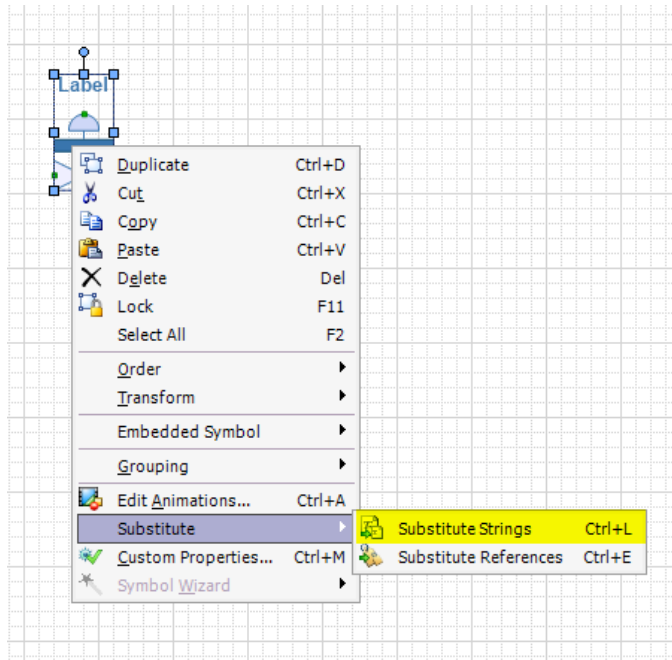 Label
Duplicate Ctrl+D
Cut Ctrl+X
Copy Ctrl+C
Paste Ctrl+V
Delete Del
Lock F11
Select All F2
Order
Transform
Embedded Symbol
Grouping
Edit Animations... Ctrl+A
Substitute
Substitute Strings Ctrl+L
Custom Properties... Ctrl+M
Substitute References Ctrl+E
Symbol Wizard